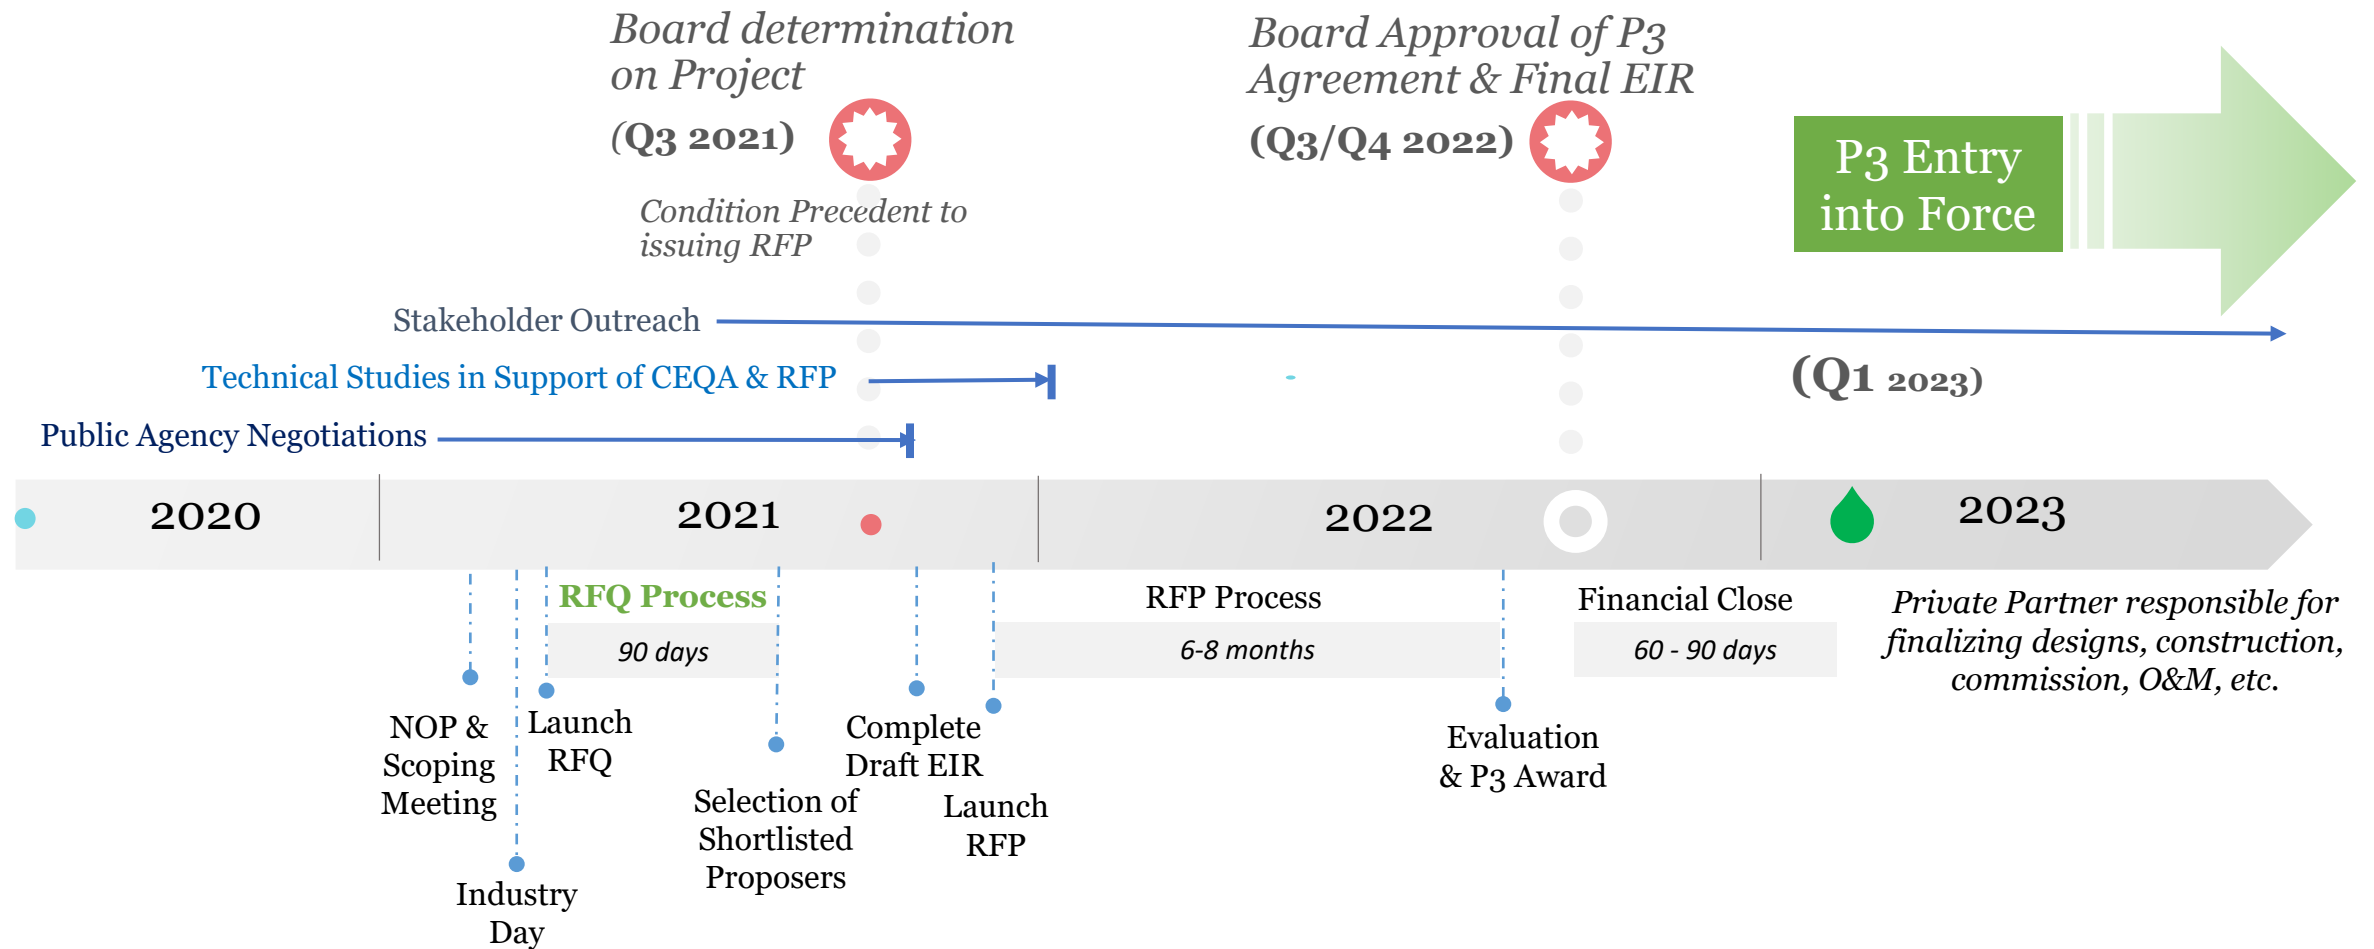 Board determination
on Project
(Q3 2021)
Condition Precedent to
issuing RFP
Board Approval of P3
Agreement & Final EIR
(Q3/Q4 2022)
P3 Entry
into Force
Stakeholder Outreach
Technical Studies in Support of CEQA & RFP
(Q1 2023)
Public Agency Negotiations
2020
2021
2022
2023
RFQ Process
90 days
RFP Process
6-8 months
Financial Close
60 - 90 days
Private Partner responsible for
finalizing designs, construction,
commission, O&M, etc.
NOP &
Scoping
Meeting
Industry
Day
Launch
RFQ
Selection of
Shortlisted
Proposers
Complete
Draft EIR
Launch
RFP
Evaluation
& P3 Award